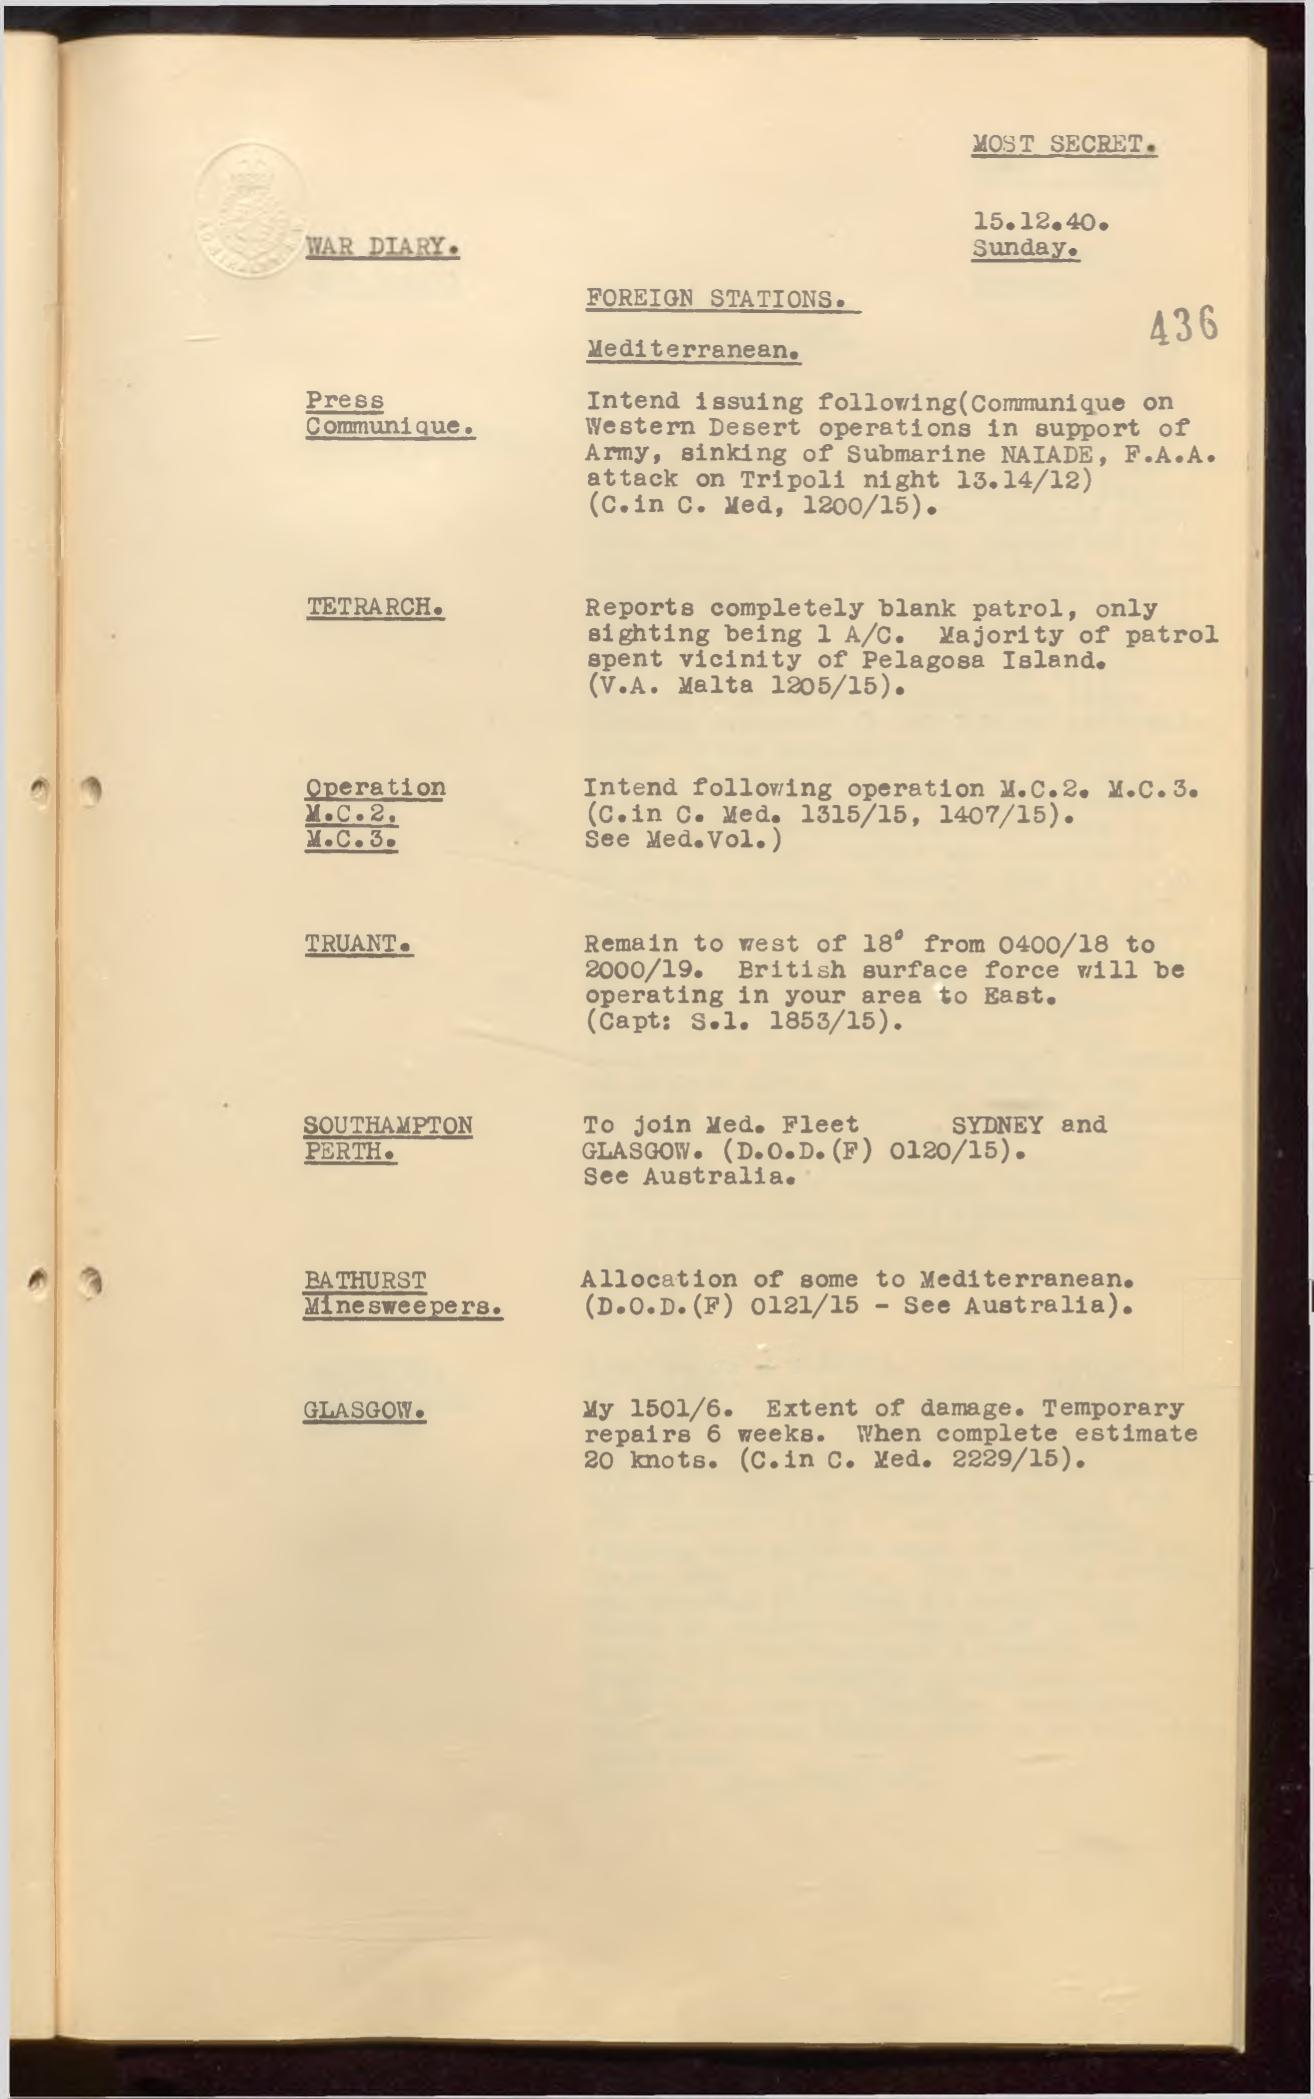 MOST SECRET.
15.12.40.
Sunday.
WAR DIARY.
FOREIGN STATIONS.
436
Mediterranean.
Press
Communique.
Intend issuing following(Communique on
Western Desert operations in support of
Army, sinking of Submarine NAIADE, F.A.A.
attack on Tripoli night 13.14/12)
(C.in C. Med, 1200/15).
TETRARCH.
Reports completely blank patrol, only
sighting being 1 A/C. Majority of patrol
spent vicinity of Pelagosa Island.
(V.A. Malta 1205/15).
Operation
M.C.2.
M.C.3.
Intend following operation M.C.2. M.C.3.
(C.in C. Med. 1315/15, 1407/15).
See Med.Vol.)
TRUANT.
Remain to west of 18° from 0400/18 to
2000/19. British surface force will be
operating in your area to East.
(Capt: S.1. 1853/15).
SOUTHAMPTON
PERTH.
To join Med. Fleet SYDNEY and
GLASGOW. (D.O.D.(F) 0120/15).
See Australia.
BATHURST
Minesweepers.
Allocation of some to Mediterranean.
(D.O.D.(F) 0121/15 - See Australia).
GLASGOW.
My 1501/6. Extent of damage. Temporary
repairs 6 weeks. When complete estimate
20 knots. (C.in C. Med. 2229/15).